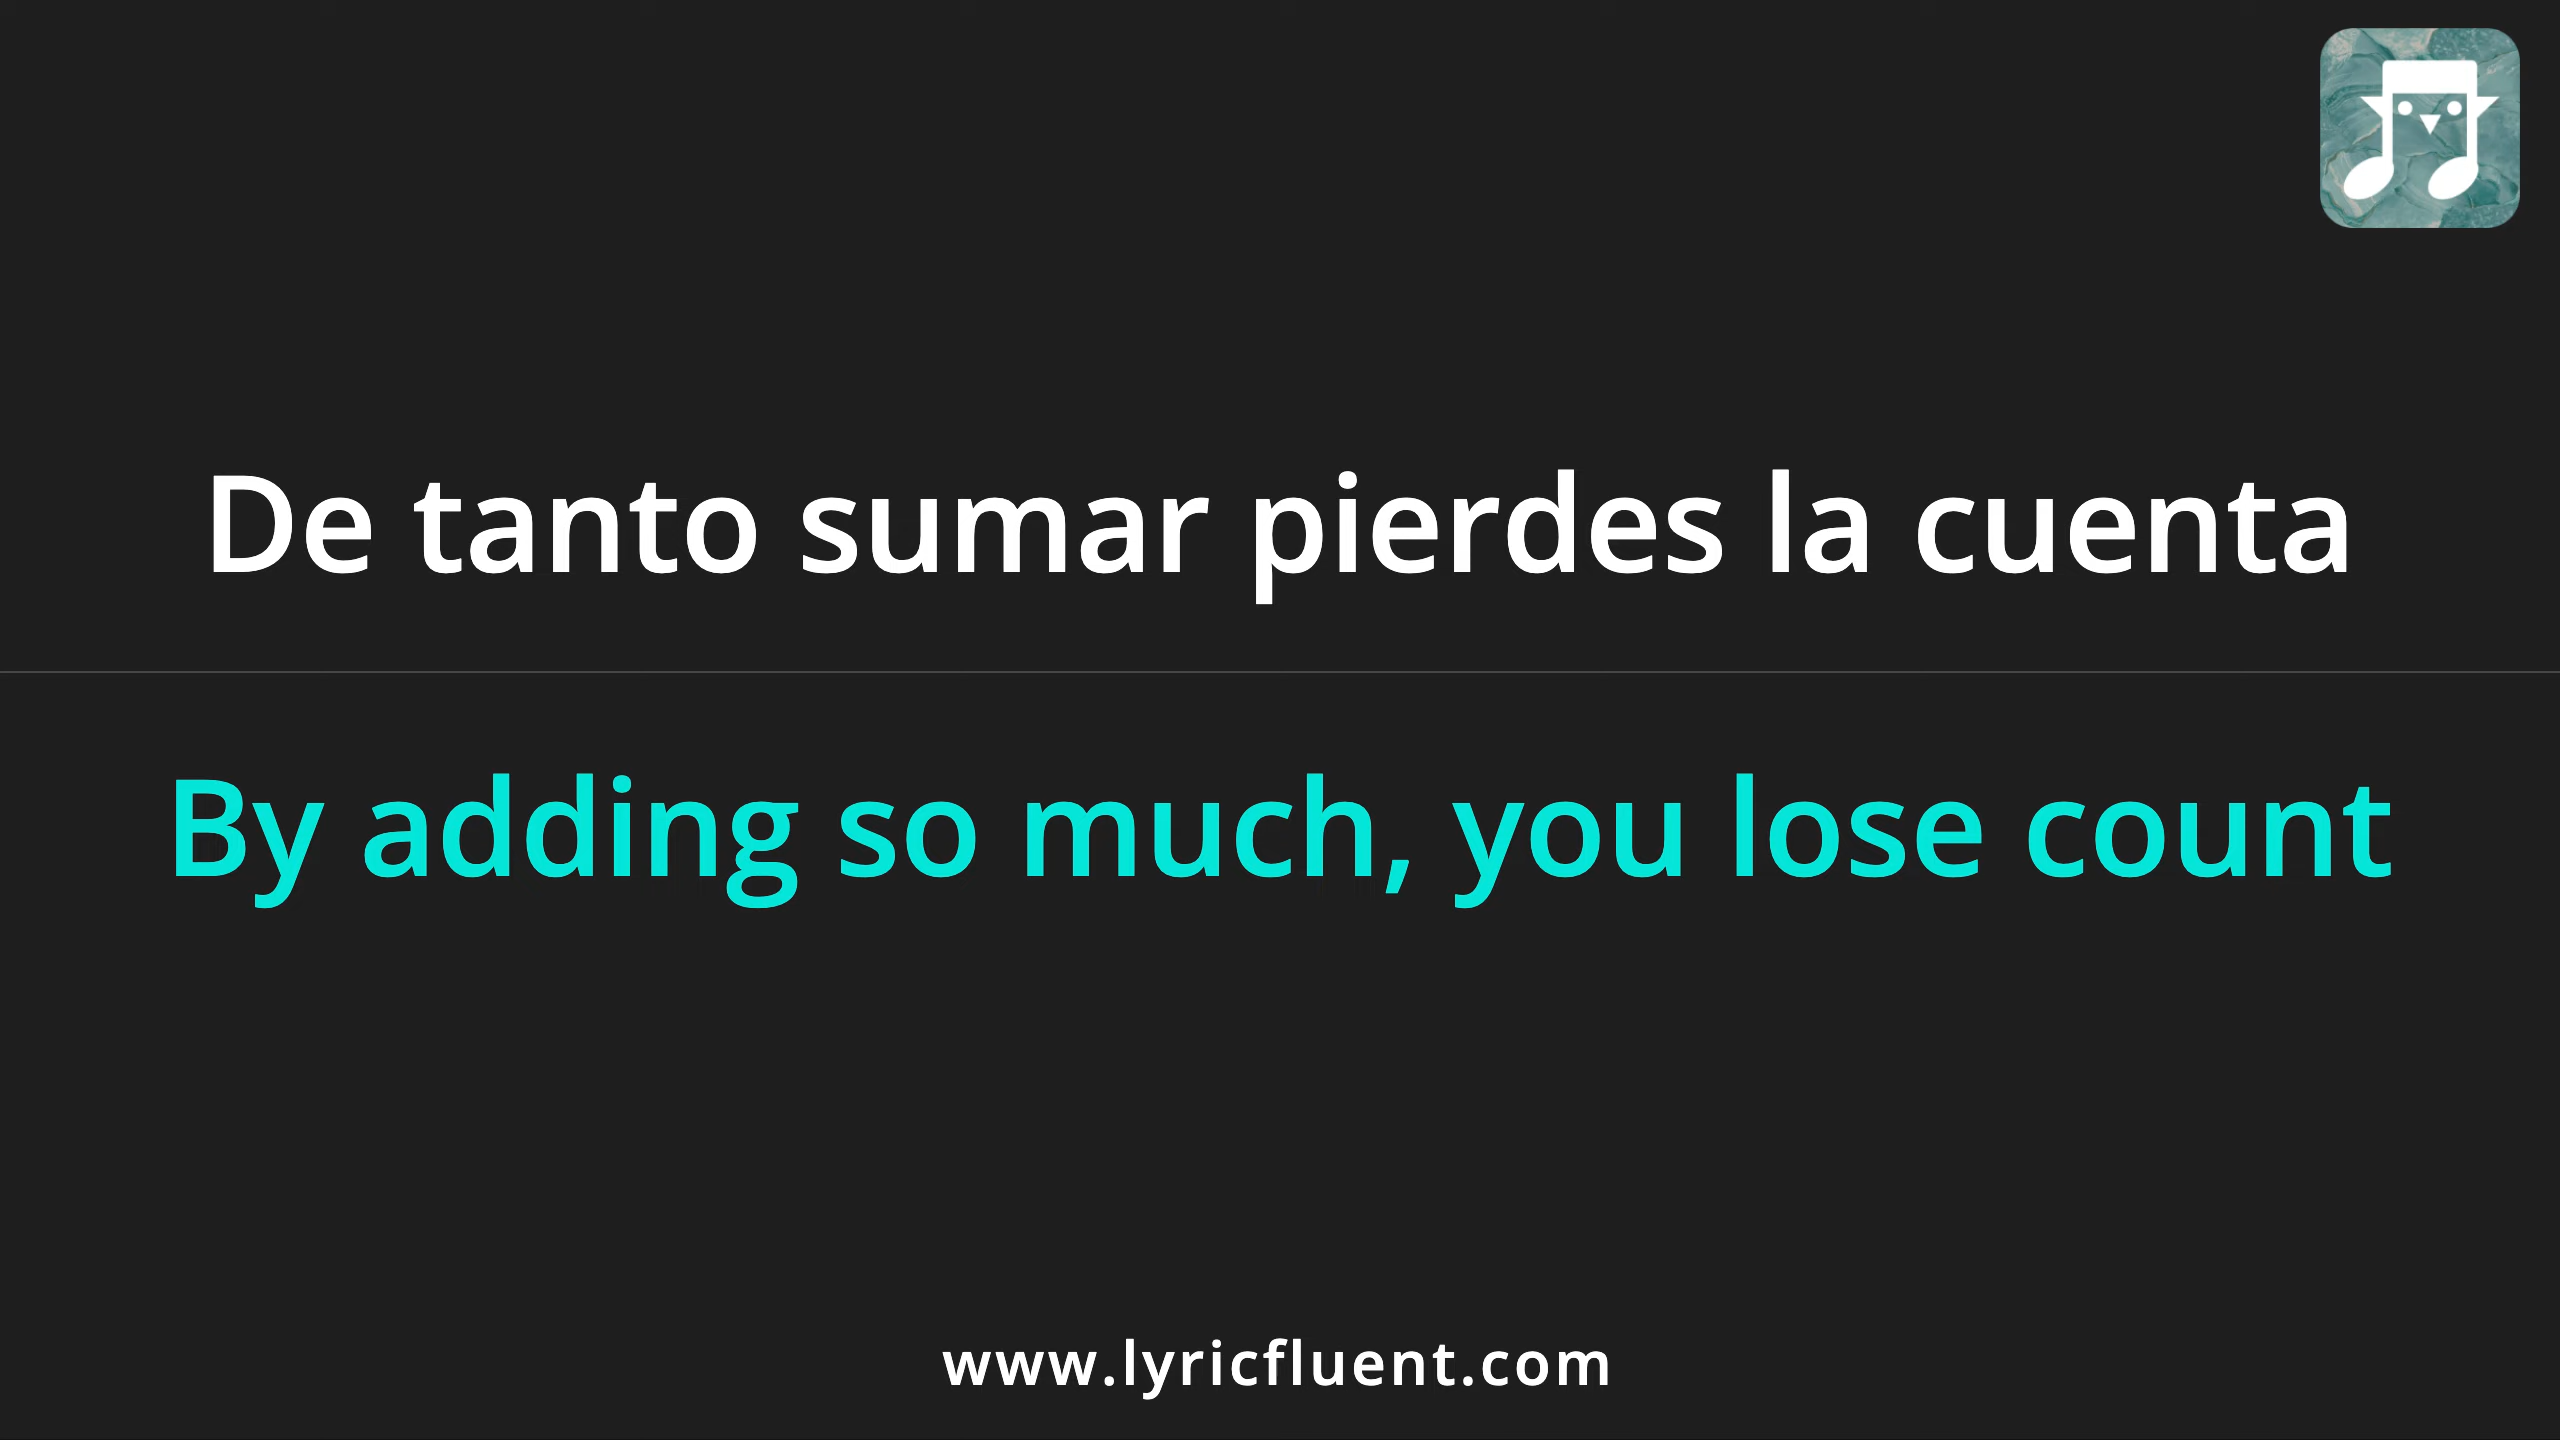 De tanto sumar pierdes la cuenta
By adding so much, you lose count
www.lyricfluent.com